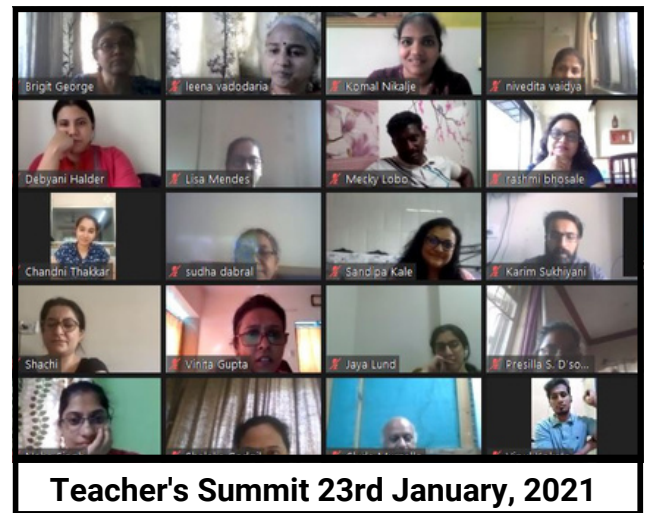 Brigit George
leena vadodaria
Komal Nikalje
nivedita vaidya
Debyani Halder
Lisa Mendes
Mecky Lobo
rashmi bhosale
Chandni Thakkar
sudha dabral
Sandipa Kale
Karim Sukhiyani
Shachi
Vinita Gupta
Jaya Lund
Presilla S. D'so...
Teacher's Summit 23rd January, 2021